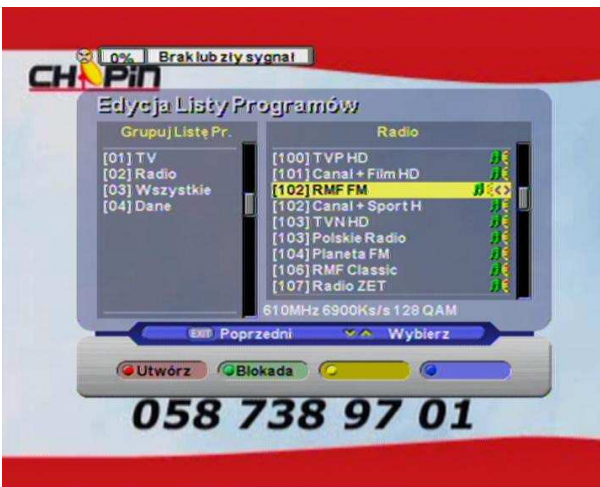 0% Brak lub zły sygnał
CHOPiN
Edycja Listy Programów
Grupuj Listę Pr.
[01] TV
[02] Radio
[03] Wszystkie
[04] Dane
Radio
[100] TVP HD
[101] Canal + Film HD
[102] RMF FM
[102] Canal + Sport H
[103] TVN HD
[103] Polskie Radio
[104] Planeta FM
[106] RMF Classic
[107] Radio ZET
610MHz 6900Ks/s 128 QAM
EXIT Poprzedni Wybierz
Utwórz Blokada
058 738 97 01